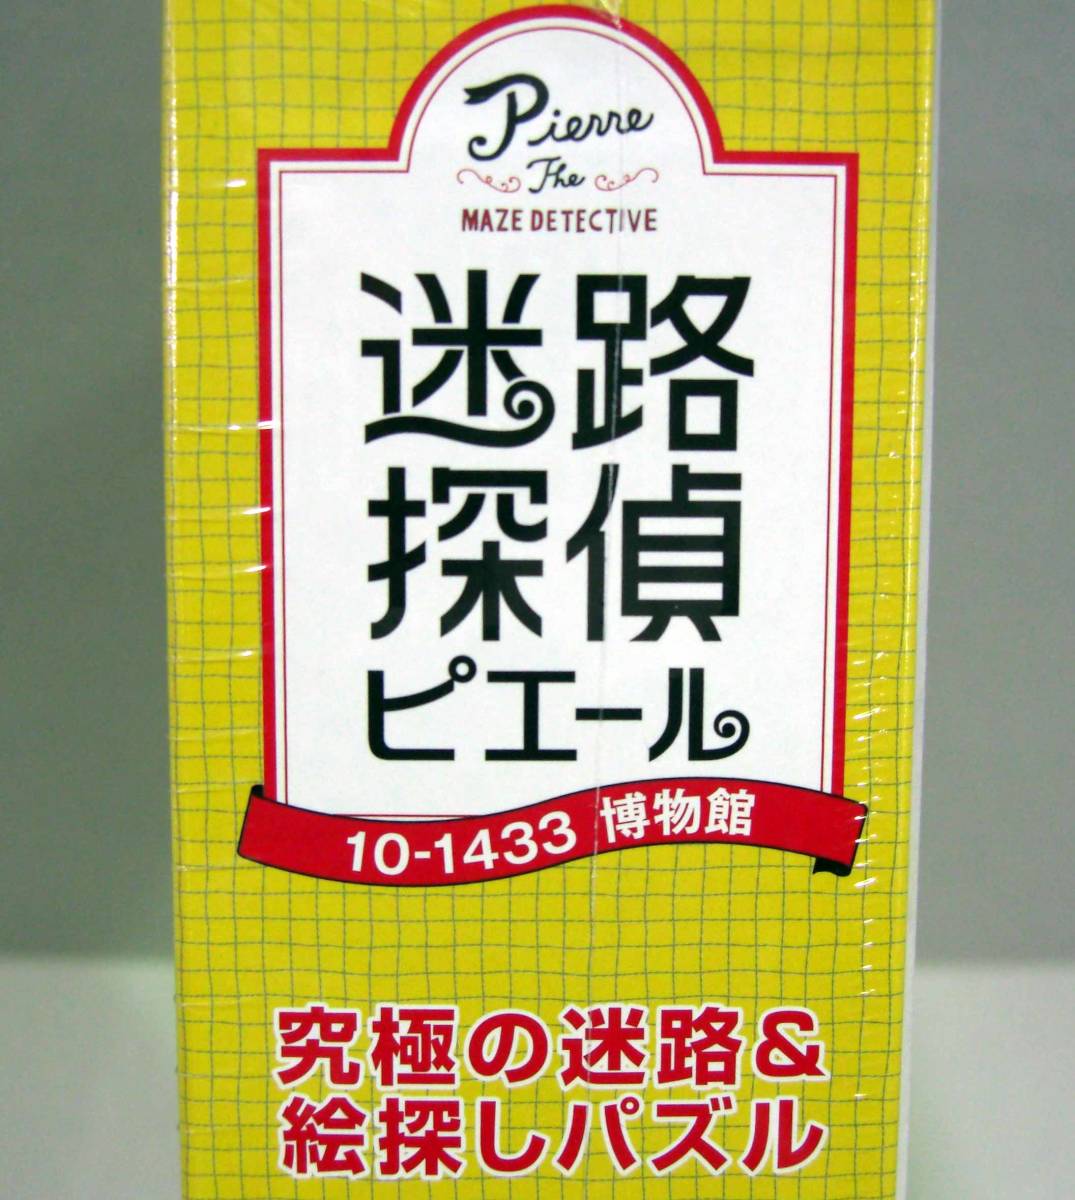 Pierre
The
MAZE DETECTIVE
迷路
探偵
ピエール
10-1433 博物館
究極の迷路&
絵探しパズル